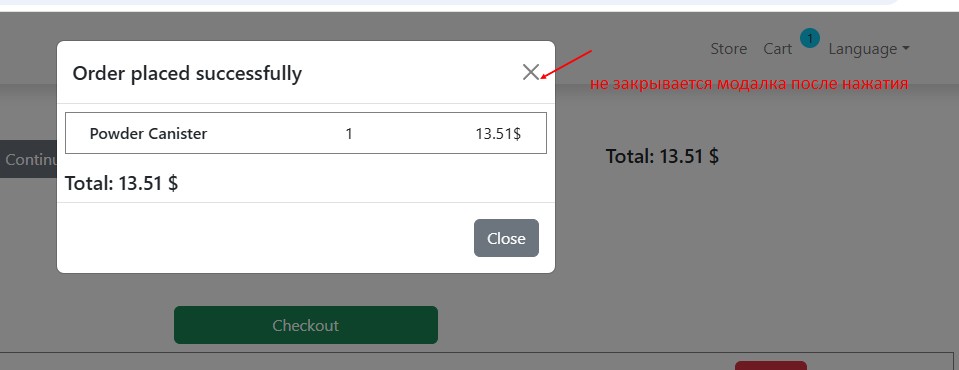 Store Cart 1 Language
Order placed successfully
не закрывается модалка после нажатия
Powder Canister 1 13.51$
Continu
Total: 13.51 $
Total: 13.51 $
Close
Checkout